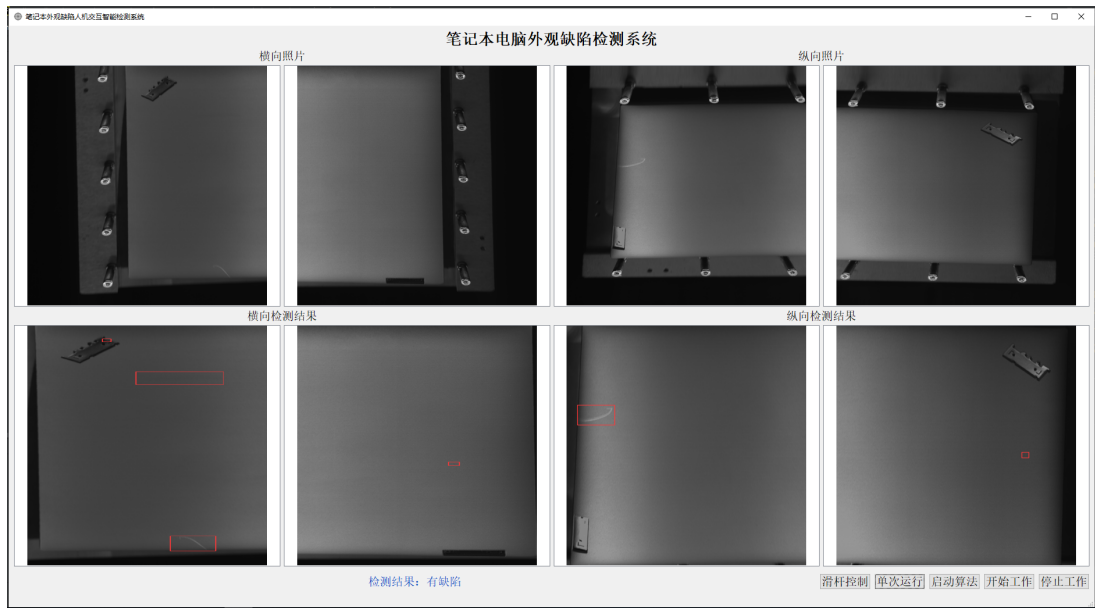 笔记本外观缺陷人机交互智能检测系统
笔记本电脑外观缺陷检测系统
横向照片
纵向照片
横向检测结果
纵向检测结果
检测结果：有缺陷
滑杆控制 单次运行 启动算法 开始工作 停止工作